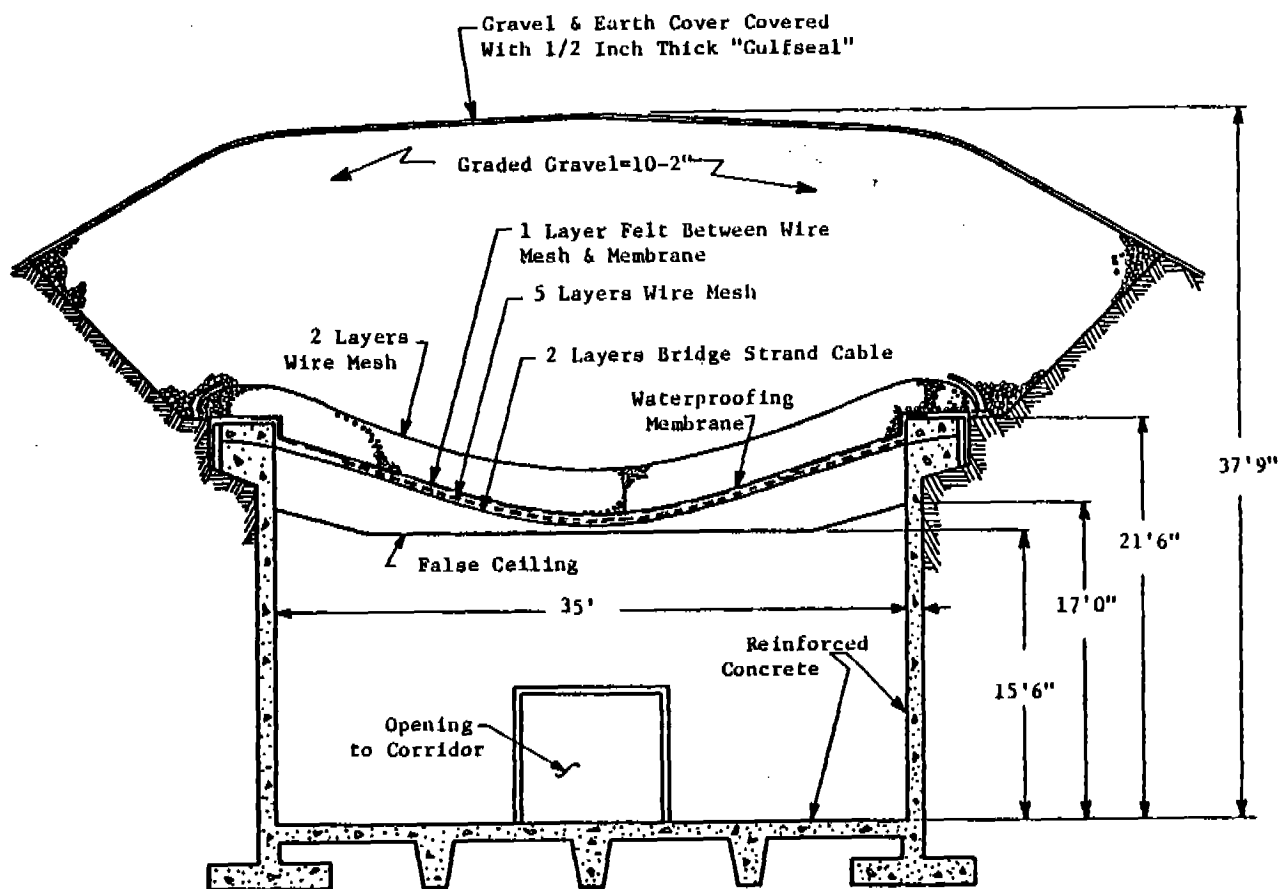 Gravel & Earth Cover Covered
With 1/2 Inch Thick "Gulfseal"
Graded Gravel=10-2"
1 Layer Felt Between Wire
Mesh & Membrane
5 Layers Wire Mesh
2 Layers
Wire Mesh
2 Layers Bridge Strand Cable
Waterproofing
Membrane
37'9"
21'6"
False Ceiling
17'0"
35'
Reinforced
Concrete
15'6"
Opening
to Corridor